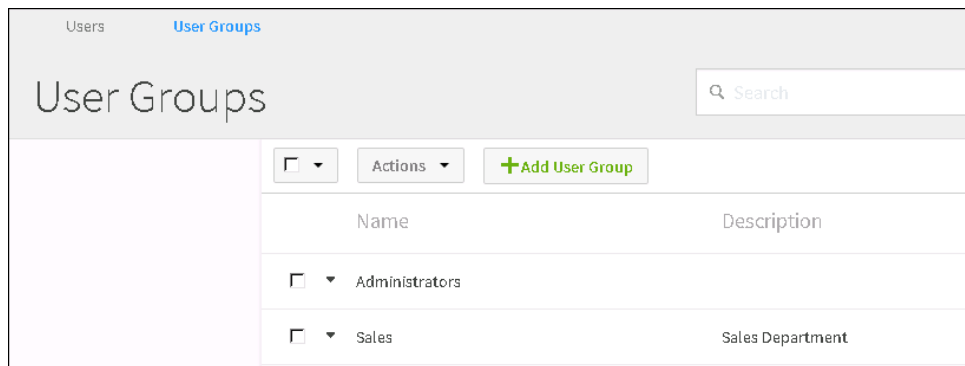 Users User Groups
User Groups
Search
Actions +Add User Group
Name Description
Administrators
Sales Sales Department